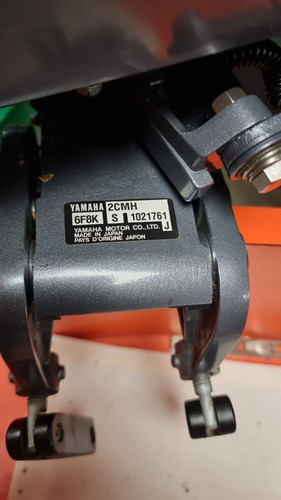 YAMAHA 2CMH
6F8K S 1021761
YAMAHA MOTOR CO., LTD. J
MADE IN JAPAN
PAYS D'ORIGINE JAPON